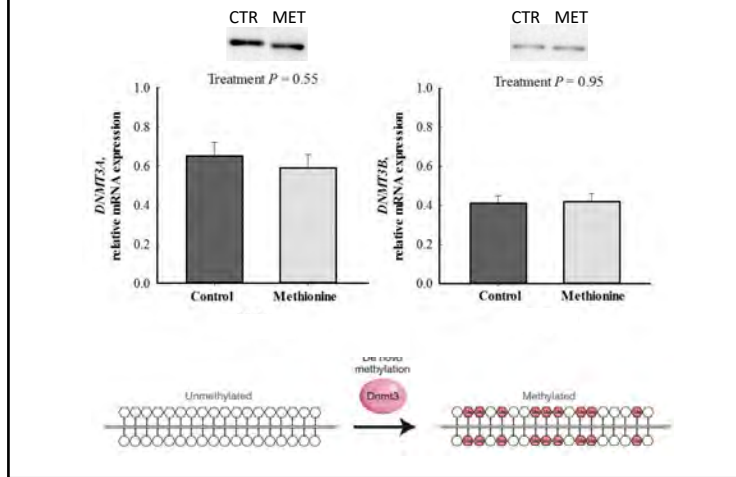 CTR MET
CTR MET
Treatment P = 0.55
Treatment P = 0.95
DNMT3A,
relative mRNA expression
1.0
0.8
0.6
0.4
0.2
0.0
Control Methionine
DNMT3B,
relative mRNA expression
1.0
0.8
0.6
0.4
0.2
0.0
Control Methionine
De novo
methylation
Dnmt3
Unmethylated
Methylated